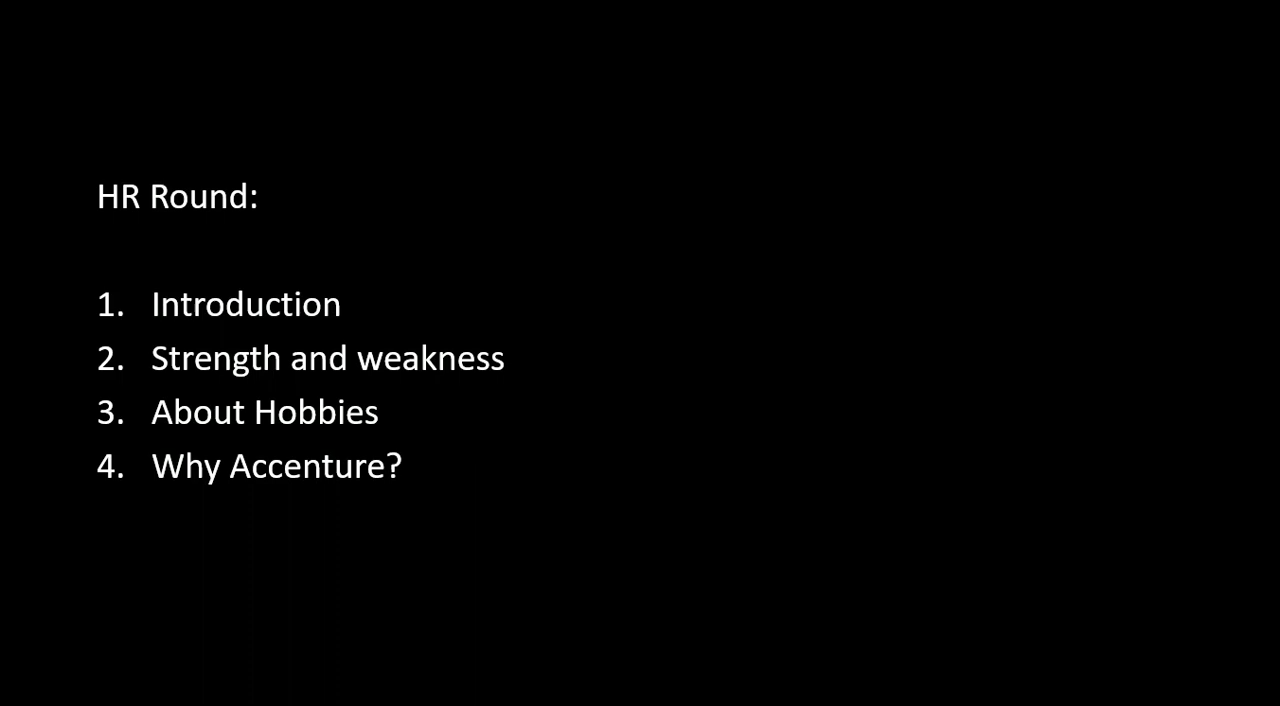 HR Round:
1. Introduction
2. Strength and weakness
3. About Hobbies
4. Why Accenture?